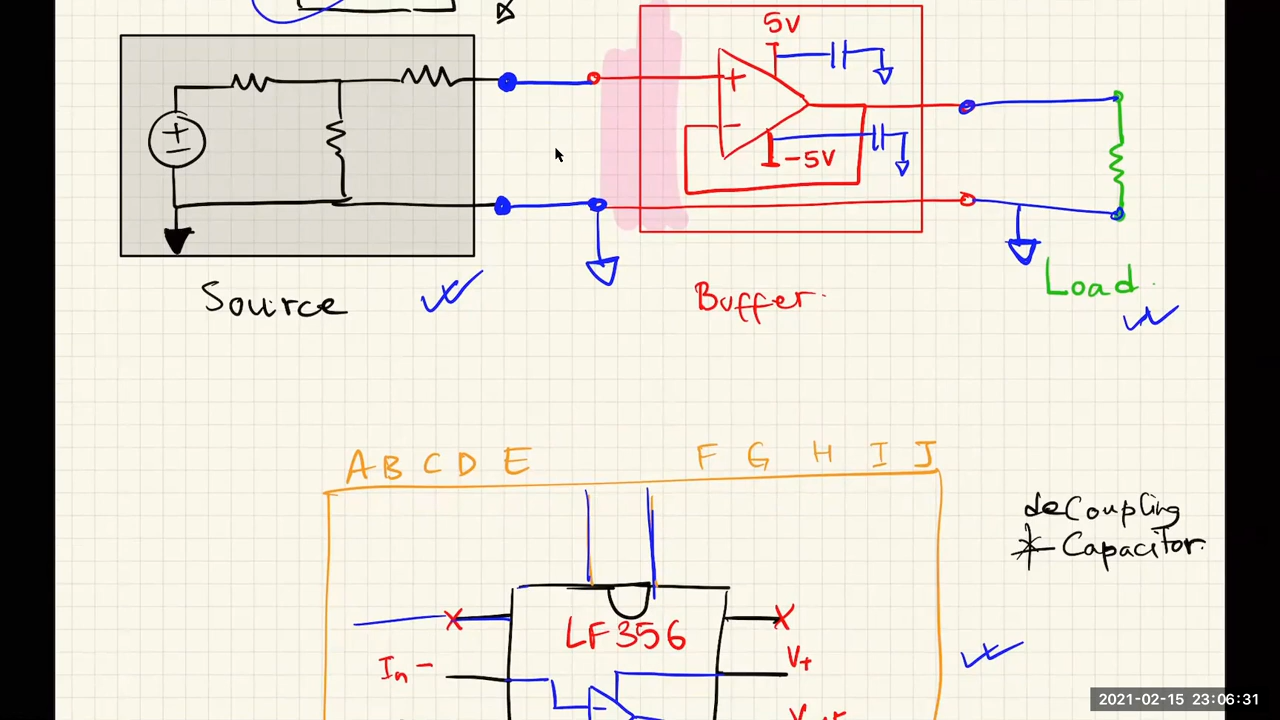 5V
+
+
−
−
-5V
Source
Buffer
Load
A B C D E F G H I J
decoupling
* Capacitor
X
LF356
X
In -
V+
-
2021-02-15 23:06:31